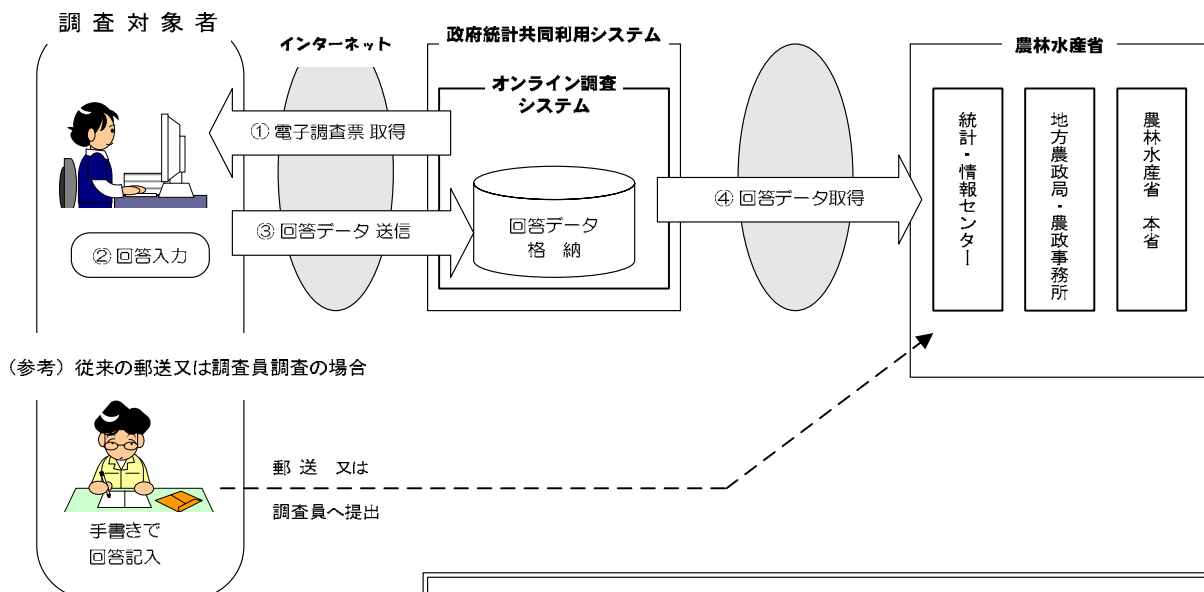 調査対象者
インターネット
政府統計共同利用システム
オンライン調査
システム
農林水産省
① 電子調査票 取得
② 回答入力
③ 回答データ 送信
回答データ
格 納
④ 回答データ取得
統計・情報センター
地方農政局・農政事務所
農林水産省 本省
(参考)従来の郵送又は調査員調査の場合
郵 送 又は
調査員へ提出
手書きで
回答記入